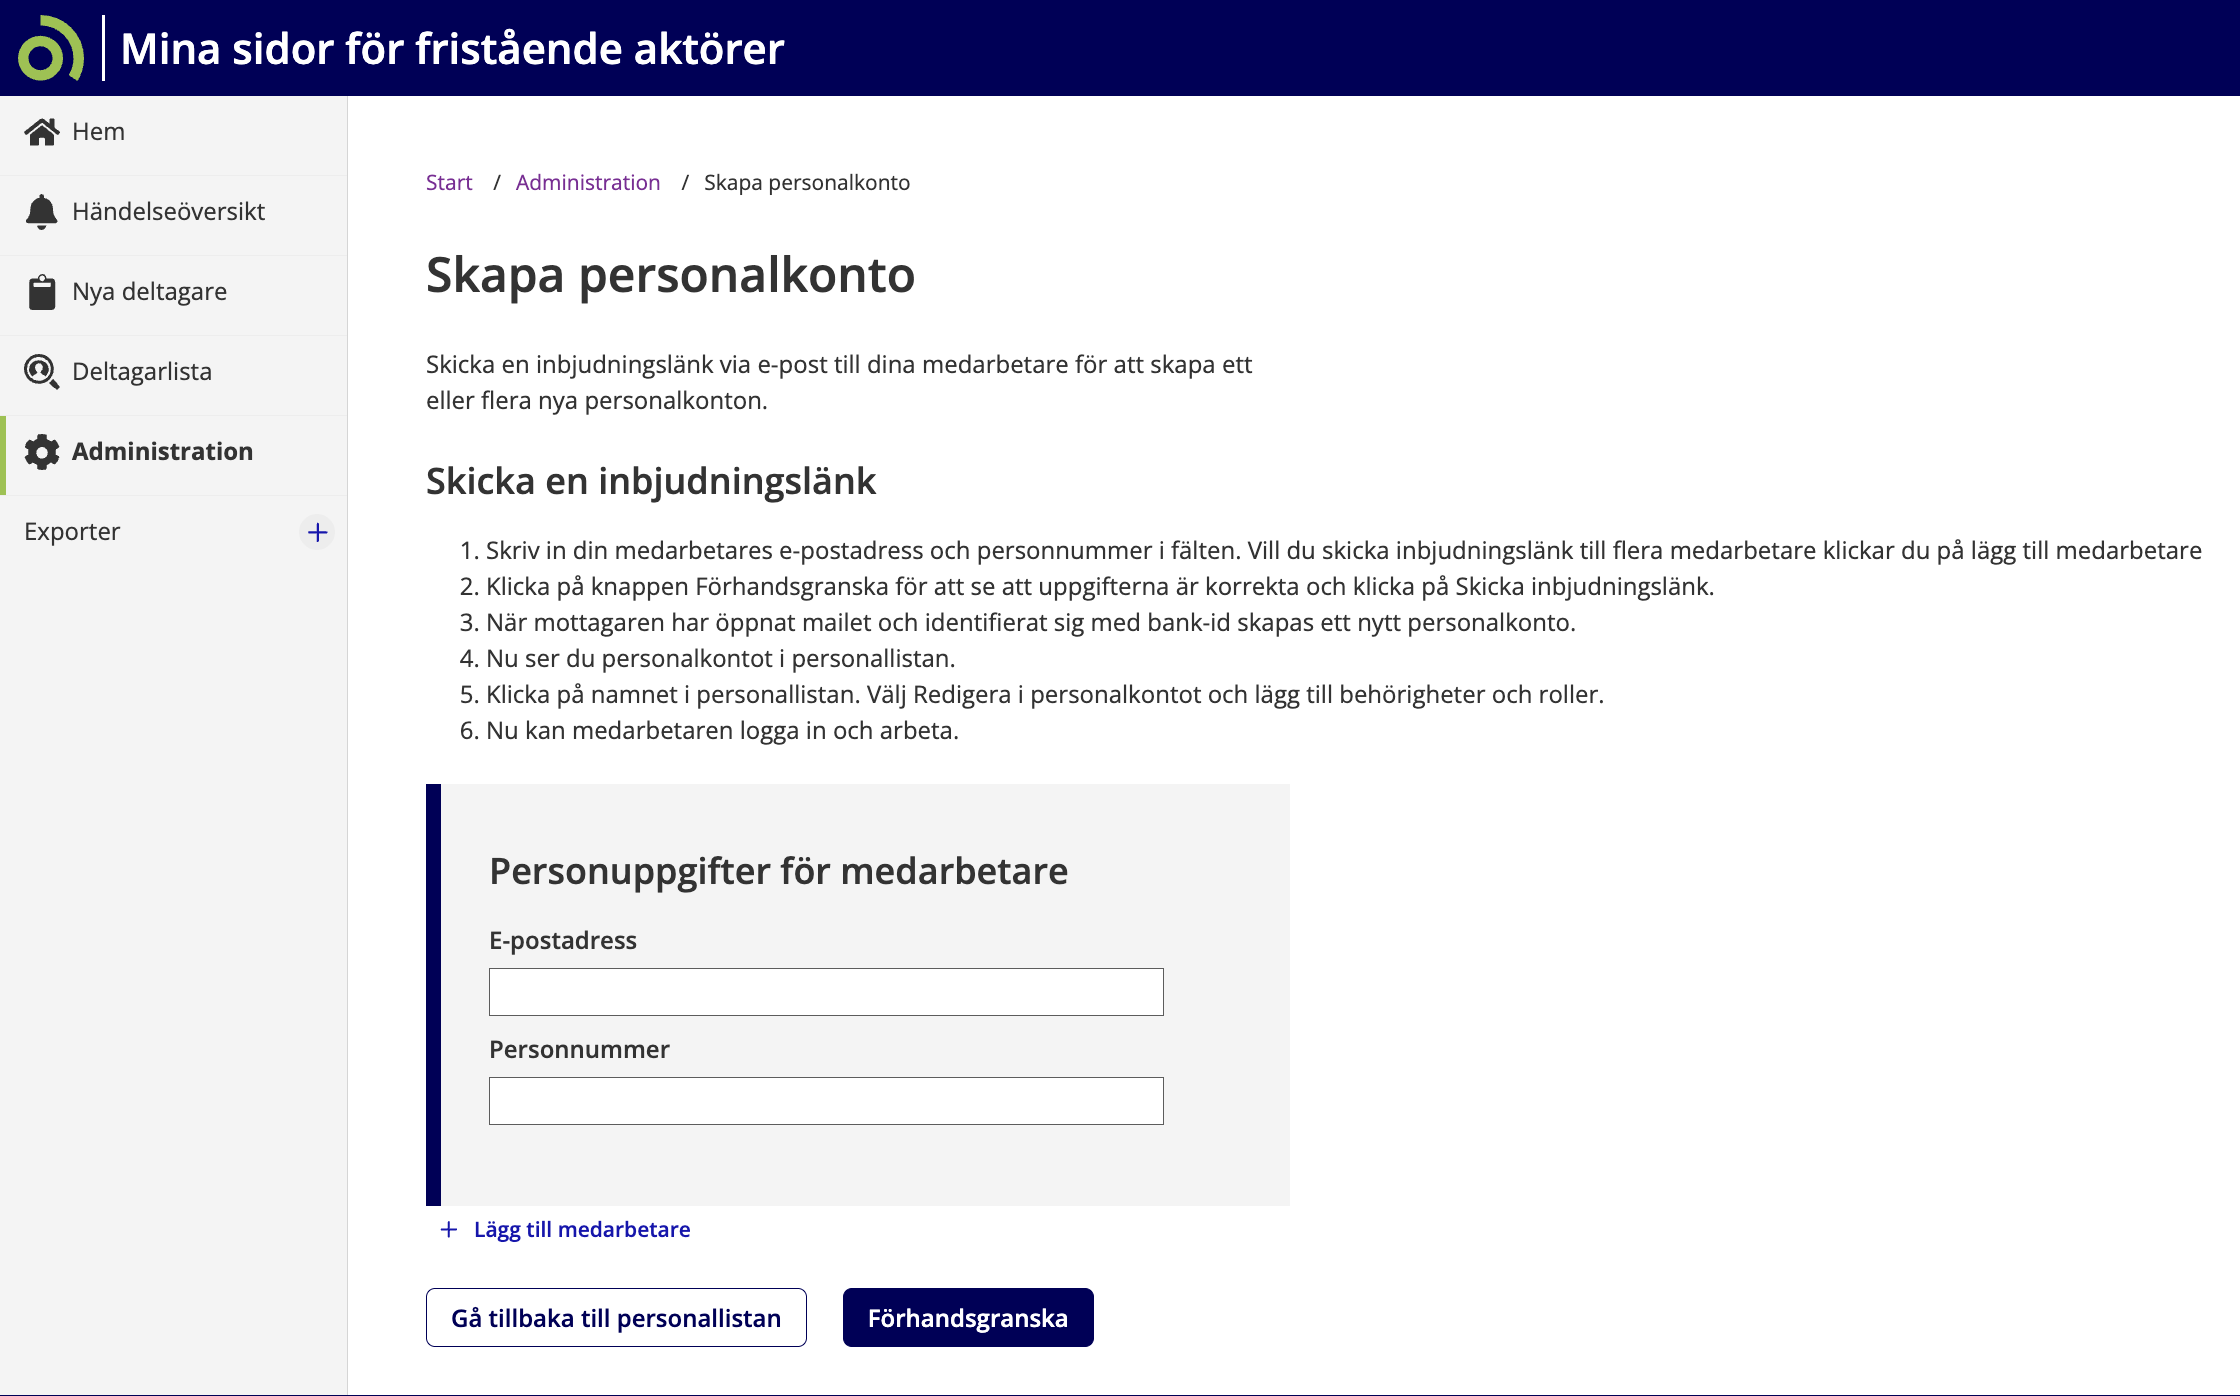 Mina sidor för fristående aktörer
Hem
Händelseöversikt
Nya deltagare
Deltagarlista
Administration
Exporter
Start / Administration / Skapa personalkonto
Skapa personalkonto
Skicka en inbjudningslänk via e-post till dina medarbetare för att skapa ett
eller flera nya personalkonton.
Skicka en inbjudningslänk
1. Skriv in din medarbetares e-postadress och personnummer i fälten. Vill du skicka inbjudningslänk till flera medarbetare klickar du på lägg till medarbetare
2. Klicka på knappen Förhandsgranska för att se att uppgifterna är korrekta och klicka på Skicka inbjudningslänk.
3. När mottagaren har öppnat mailet och identifierat sig med bank-id skapas ett nytt personalkonto.
4. Nu ser du personalkontot i personallistan.
5. Klicka på namnet i personallistan. Välj Redigera i personalkontot och lägg till behörigheter och roller.
6. Nu kan medarbetaren logga in och arbeta.
Personuppgifter för medarbetare
E-postadress
Personnummer
+ Lägg till medarbetare
Gå tillbaka till personallistan
Förhandsgranska